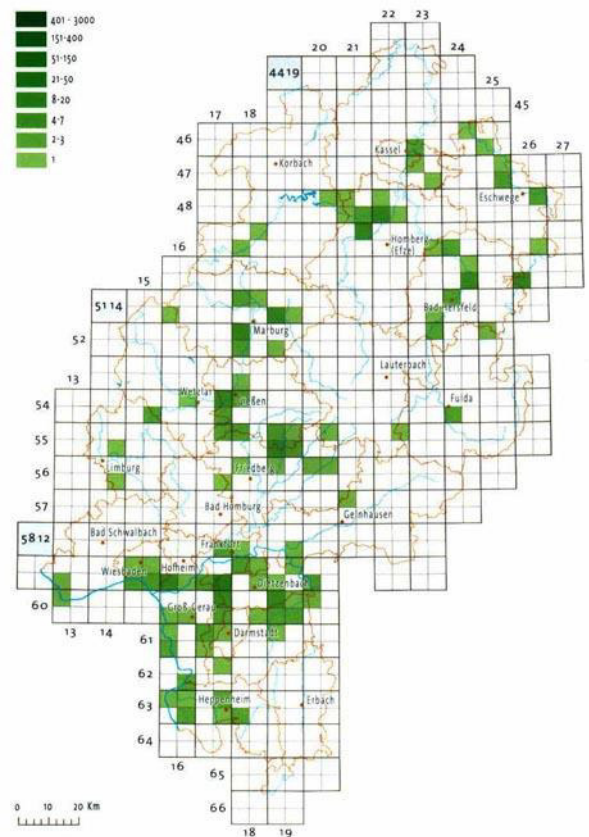 401 - 3000
151-400
51-150
21-50
8-20
4-7
2-3
1
22 23
20 21
24
4419
25
45
17 18
46
Kassel
26 27
Korbach
47
48
Eschwege
Homberg
(Efze)
16
15
5114
Bad Hersfeld
Marburg
52
Lauterbach
13
Wetzlar
Gießen
Fulda
54
55
Limburg
Friedberg
56
57
Bad Homburg
Gelnhausen
5812
Bad Schwalbach
Frankfurt
Wiesbaden
Hofheim
Dietzenbach
60
Groß-Gerau
13 14
61
Darmstadt
62
63
Heppenheim
Erbach
64
16
65
66
0 10 20 Km
18 19